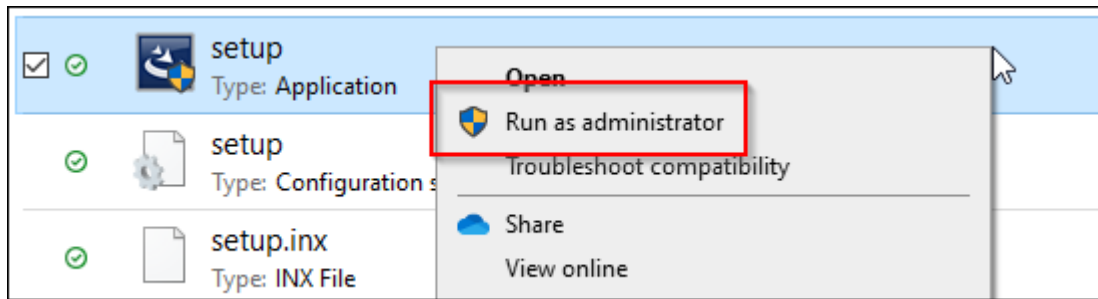 setup
Type: Application
Open
Run as administrator
Troubleshoot compatibility
setup
Type: Configuration s
Share
View online
setup.inx
Type: INX File